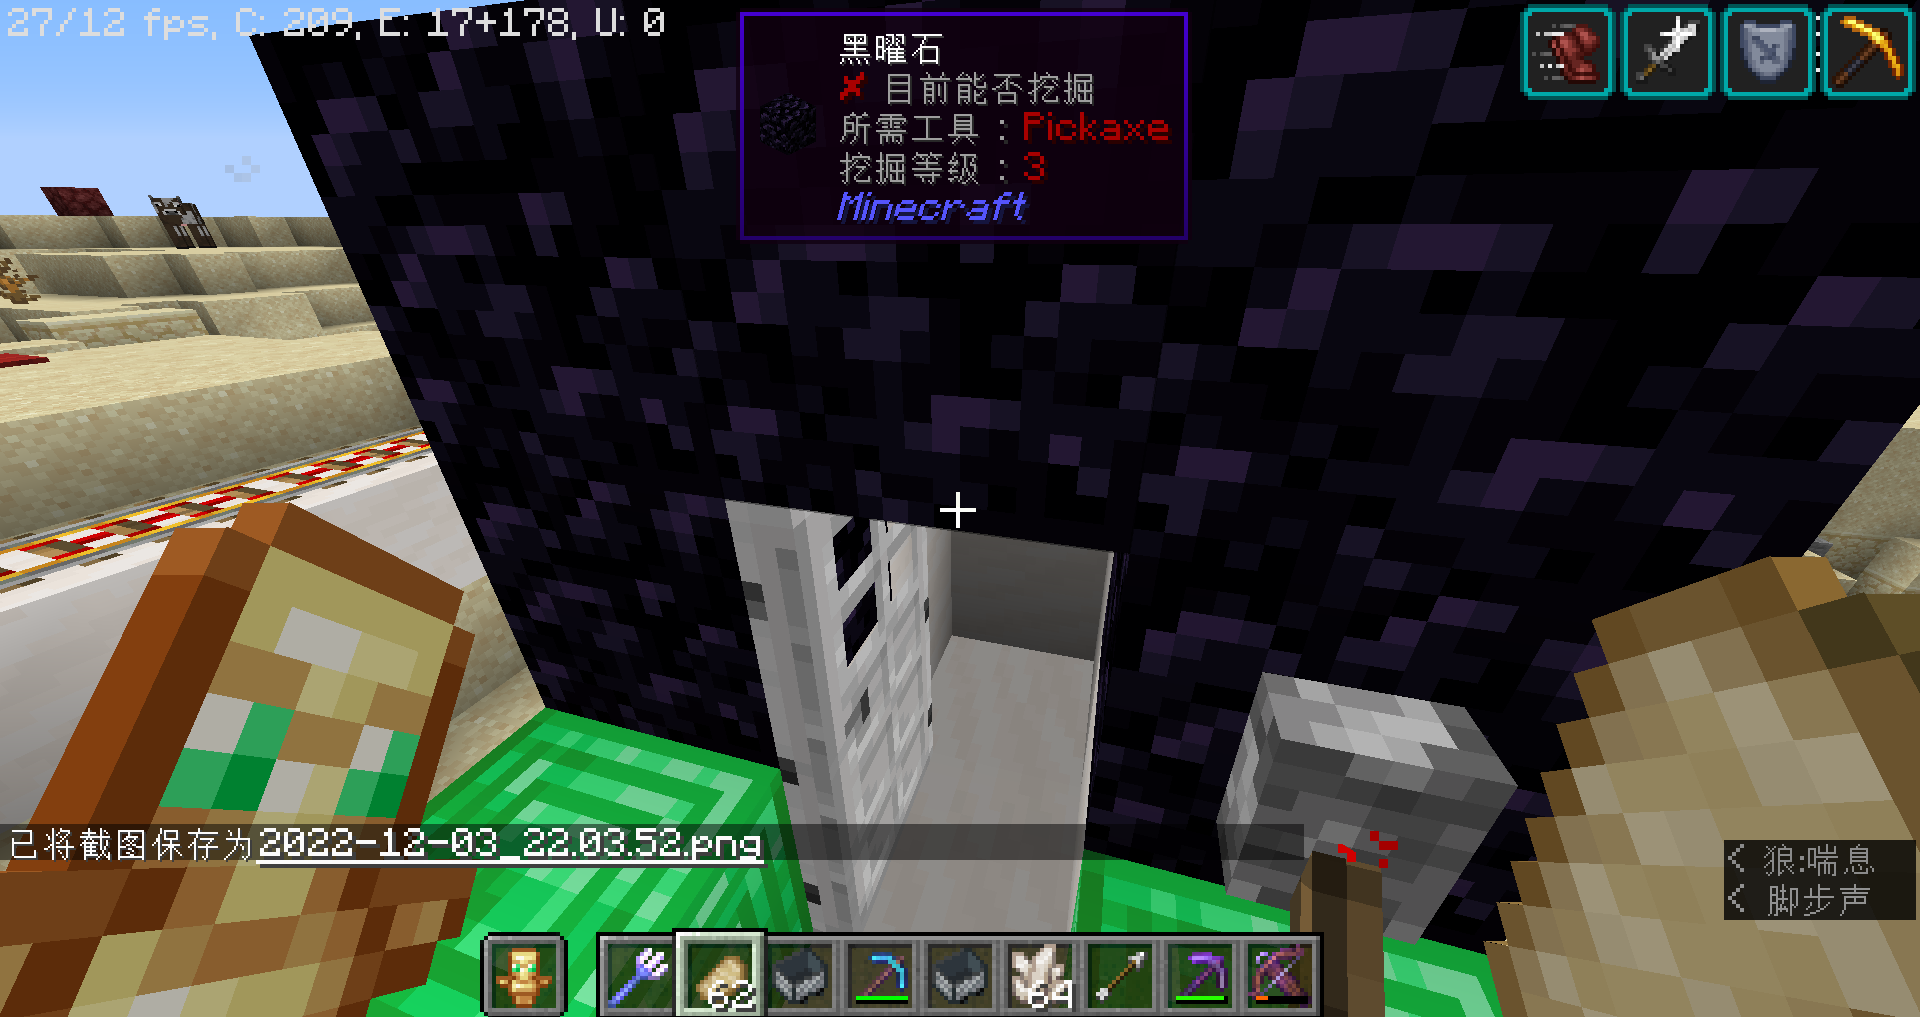 27/12 fps, C: 209, E: 17+178, U: 0
黑曜石
✘ 目前能否挖掘
所需工具 : Pickaxe
挖掘等级 : 3
Minecraft
已将截图保存为2022-12-03_22.03.52.png
< 狼:喘息
< 脚步声
62
64